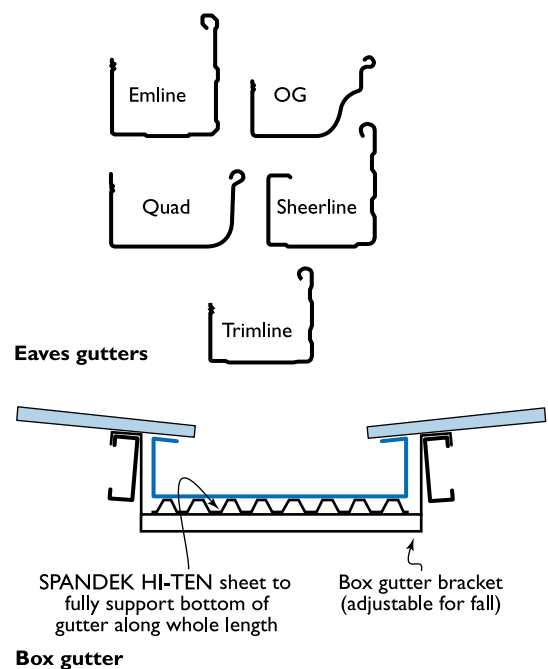 Emline
OG
Quad
Sheerline
Trimline
Eaves gutters
SPANDEK HI-TEN sheet to
fully support bottom of
gutter along whole length
Box gutter bracket
(adjustable for fall)
Box gutter